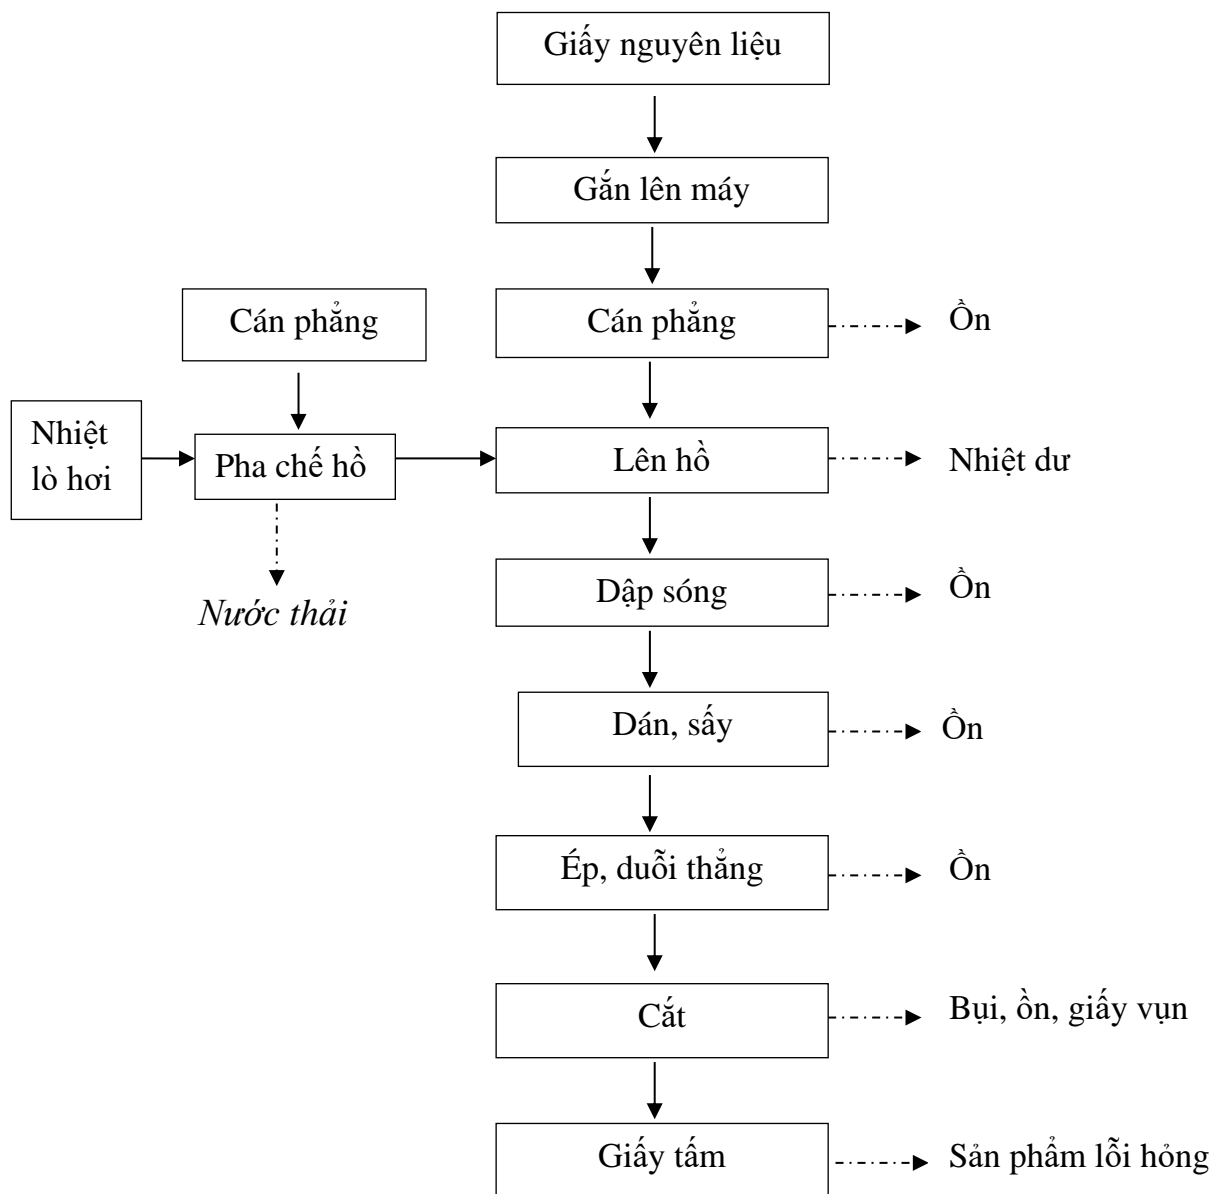 Giấy nguyên liệu
Gắn lên máy
Cán phẳng
Cán phẳng
Ồn
Nhiệt
lò hơi
Pha chế hồ
Lên hồ
Nhiệt dư
Nước thải
Dập sóng
Ồn
Dán, sấy
Ồn
Ép, duỗi thẳng
Ồn
Cắt
Bụi, ồn, giấy vụn
Giấy tấm
Sản phẩm lỗi hỏng